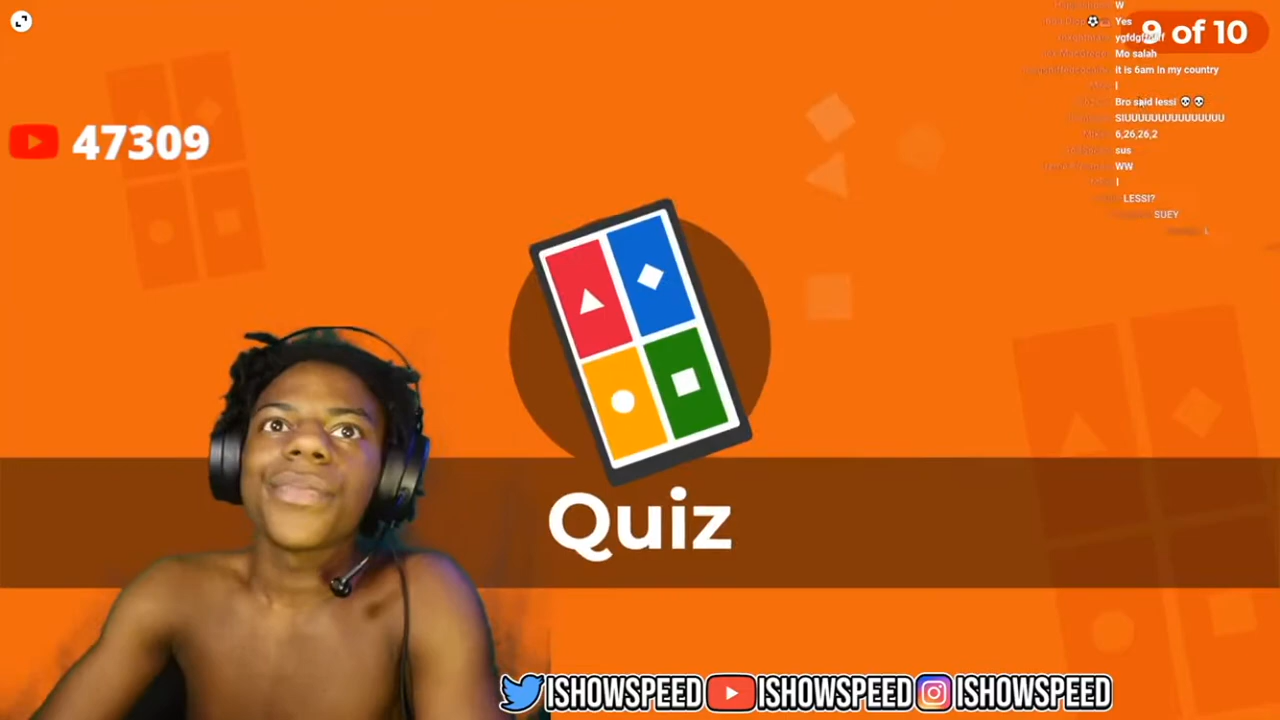 W
Yes
9 of 10
Mo salah
it is 6am in my country
I
Bro said lessi 💀💀
47309
SIUUUUUUUUUUUUUUU
6,26,26,2
sus
WW
I
LESSI?
SUEY
L
Quiz
ISHOWSPEED ISHOWSPEED ISHOWSPEED